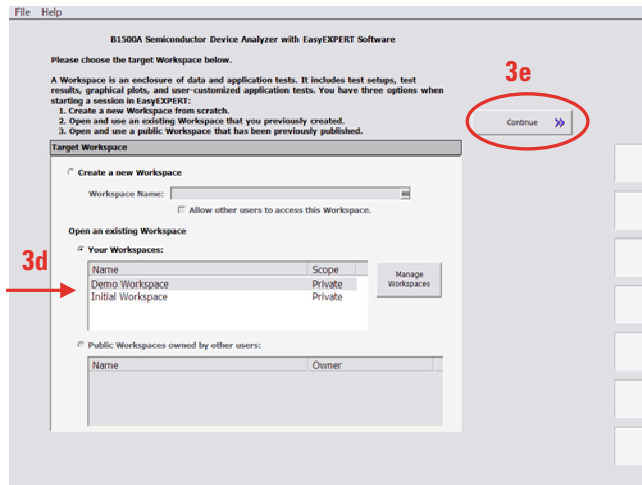 File Help
B1500A Semiconductor Device Analyzer with EasyEXPERT Software
Please choose the target Workspace below.
A Workspace is an enclosure of data and application tests. It includes test setups, test
results, graphical plots, and user-customized application tests. You have three options when
starting a session in EasyEXPERT:
1. Create a new Workspace from scratch.
2. Open and use an existing Workspace that you previously created.
3. Open and use a public Workspace that has been previously published.
3e
Continue
Target Workspace
Create a new Workspace
Workspace Name:
Allow other users to access this Workspace.
Open an existing Workspace
3d
Your Workspaces:
Name Scope
Demo Workspace Private
Initial Workspace Private
Manage
Workspaces
Public Workspaces owned by other users:
Name Owner